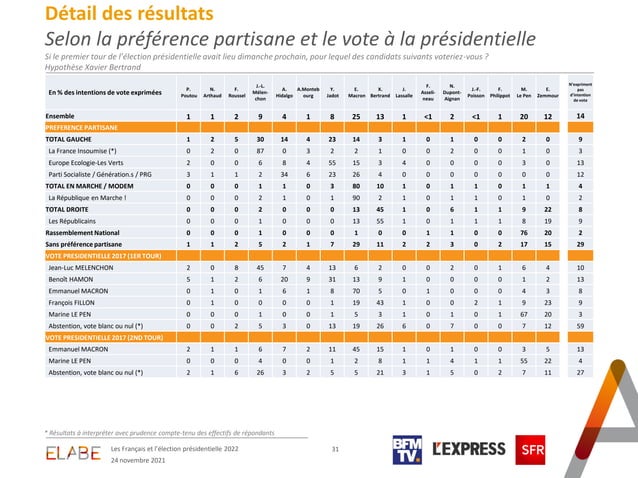 Détail des résultats
Selon la préférence partisane et le vote à la présidentielle
Si le premier tour de l'élection présidentielle avait lieu dimanche prochain, pour lequel des candidats suivants voteriez-vous ?
Hypothèse Xavier Bertrand
En % des intentions de vote exprimées P. Poutou N. Arthaud F. Roussel J.-L. Mélen-chon A. Hidalgo A.Monteb ourg Y. Jadot E. Macron X. Bertrand J. Lassalle F. Asseli-neau N. Dupont-Aignan J.-F. Poisson F. Philippot M. Le Pen E. Zemmour N'expriment pas d'intention de vote
Ensemble 1 1 2 9 4 1 8 25 13 1 <1 2 <1 1 20 12 14
PREFERENCE PARTISANE
TOTAL GAUCHE 1 2 5 30 14 4 23 14 3 1 0 1 0 0 2 0 9
La France Insoumise (*) 0 2 0 87 0 3 2 2 1 0 0 2 0 0 1 0 3
Europe Ecologie-Les Verts 2 0 0 6 8 4 55 15 3 4 0 0 0 0 3 0 13
Parti Socialiste / Génération.s / PRG 3 1 1 2 34 6 23 26 4 0 0 0 0 0 0 0 12
TOTAL EN MARCHE / MODEM 0 0 0 1 1 0 3 80 10 1 0 1 1 0 1 1 4
La République en Marche ! 0 0 0 2 1 0 1 90 2 1 0 1 1 0 1 0 2
TOTAL DROITE 0 0 0 2 0 0 0 13 45 1 0 6 1 1 9 22 8
Les Républicains 0 0 0 1 0 0 0 13 55 1 0 1 1 1 8 19 9
Rassemblement National 0 0 0 1 0 0 0 1 0 0 1 1 0 0 76 20 2
Sans préférence partisane 1 1 2 5 2 1 7 29 11 2 2 3 0 2 17 15 29
VOTE PRESIDENTIELLE 2017 (1ER TOUR)
Jean-Luc MELENCHON 2 0 8 45 7 4 13 6 2 0 0 2 0 1 6 4 10
Benoît HAMON 5 1 2 6 20 9 31 13 9 1 0 0 0 0 1 2 13
Emmanuel MACRON 0 1 0 1 6 1 8 70 5 0 1 0 0 0 4 3 8
François FILLON 0 1 0 0 0 0 1 19 43 1 0 0 2 1 9 23 9
Marine LE PEN 0 0 0 1 0 0 1 5 3 1 0 1 0 1 67 20 3
Abstention, vote blanc ou nul (*) 0 0 2 5 3 0 13 19 26 6 0 7 0 0 7 12 59
VOTE PRESIDENTIELLE 2017 (2ND TOUR)
Emmanuel MACRON 2 1 1 6 7 2 11 45 15 1 0 1 0 0 3 5 13
Marine LE PEN 0 0 0 4 0 0 1 2 8 1 1 4 1 1 55 22 4
Abstention, vote blanc ou nul (*) 2 1 6 26 3 2 5 5 21 3 1 5 0 2 7 11 27
* Résultats à interpréter avec prudence compte-tenu des effectifs de répondants
ELABE
Les Français et l'élection présidentielle 2022
24 novembre 2021
31
BFM TV.
L'EXPRESS
SFR